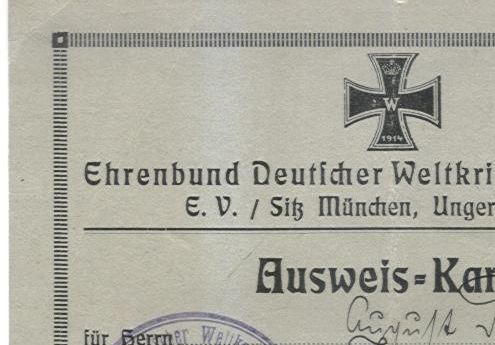 W
1914
Ehrenbund Deutscher Weltkri
E. V. / Sitz München, Unger
Ausweis-Kar
August
für Herrn